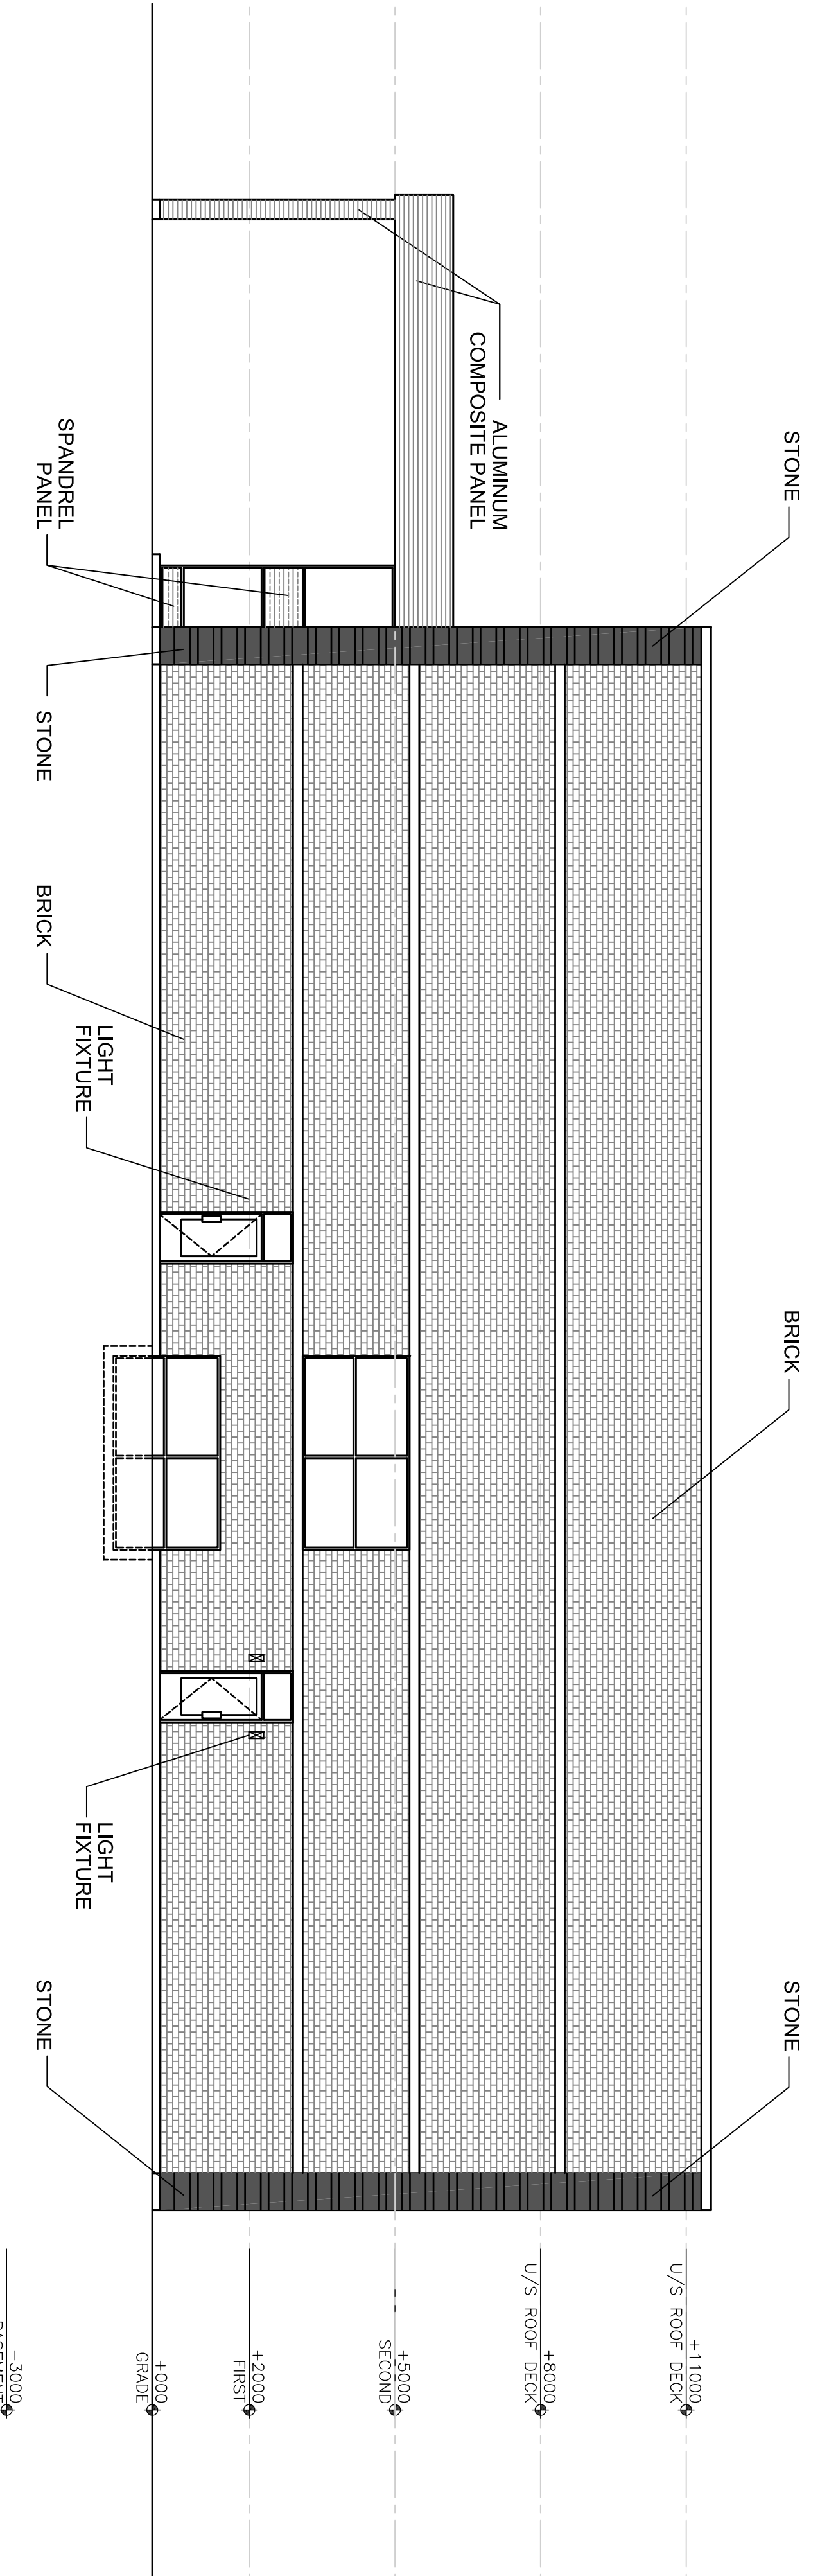 STONE
BRICK
STONE
ALUMINUM
COMPOSITE PANEL
SPANDREL
PANEL
STONE
BRICK
LIGHT
FIXTURE
LIGHT
FIXTURE
STONE
+11000
U/S ROOF DECK
+8000
U/S ROOF DECK
+5000
SECOND
+2000
FIRST
+000
GRADE
-3000